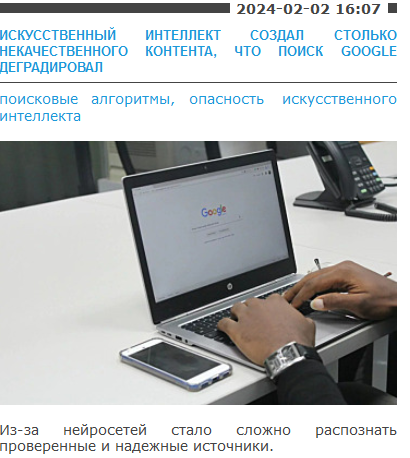 2024-02-02 16:07
ИСКУССТВЕННЫЙ ИНТЕЛЛЕКТ СОЗДАЛ СТОЛЬКО
НЕКАЧЕСТВЕННОГО КОНТЕНТА, ЧТО ПОИСК GOOGLE
ДЕГРАДИРОВАЛ
поисковые алгоритмы, опасность искусственного
интеллекта
Google
hp
Из-за нейросетей стало сложно распознать
проверенные и надежные источники.